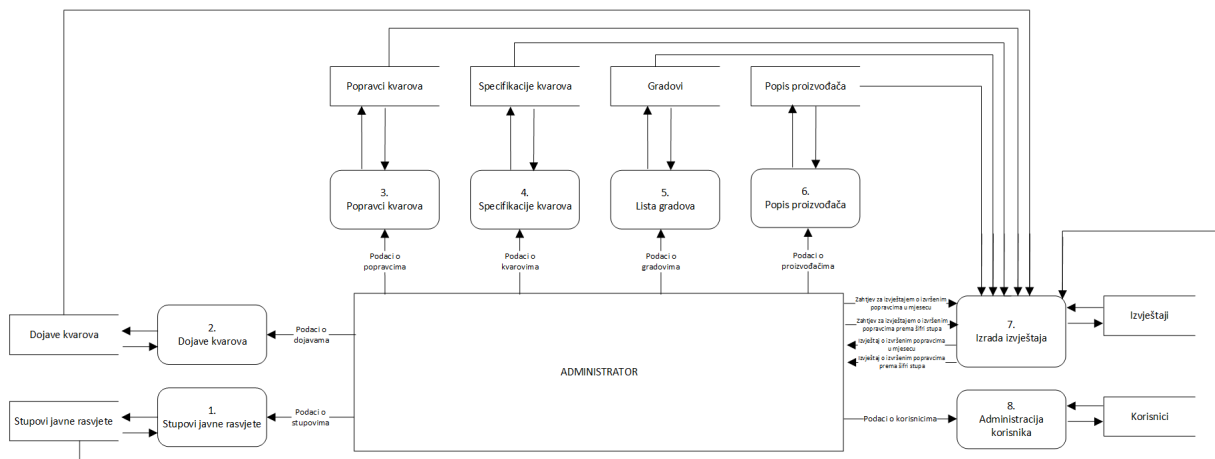 Popravci kvarova
Specifikacije kvarova
Gradovi
Popis proizvođača
3.
Popravci kvarova
4.
Specifikacije kvarova
5.
Lista gradova
6.
Popis proizvođača
Podaci o
popravcima
Podaci o
kvarovima
Podaci o
gradovima
Podaci o
proizvođačima
Dojave kvarova
2.
Dojave kvarova
Podaci o
dojavama
ADMINISTRATOR
Zahtjev za izvještajem o izvršenim
popravcima u mjesecu
Zahtjev za izvještajem o izvršenim
popravcima prema šifri stupa
Izvještaj o izvršenim popravcima
u mjesecu
Izvještaj o izvršenim popravcima
prema šifri stupa
7.
Izrada izvještaja
Izvještaji
Stupovi javne rasvjete
1.
Stupovi javne rasvjete
Podaci o
stupovima
Podaci o korisnicima
8.
Administracija
korisnika
Korisnici